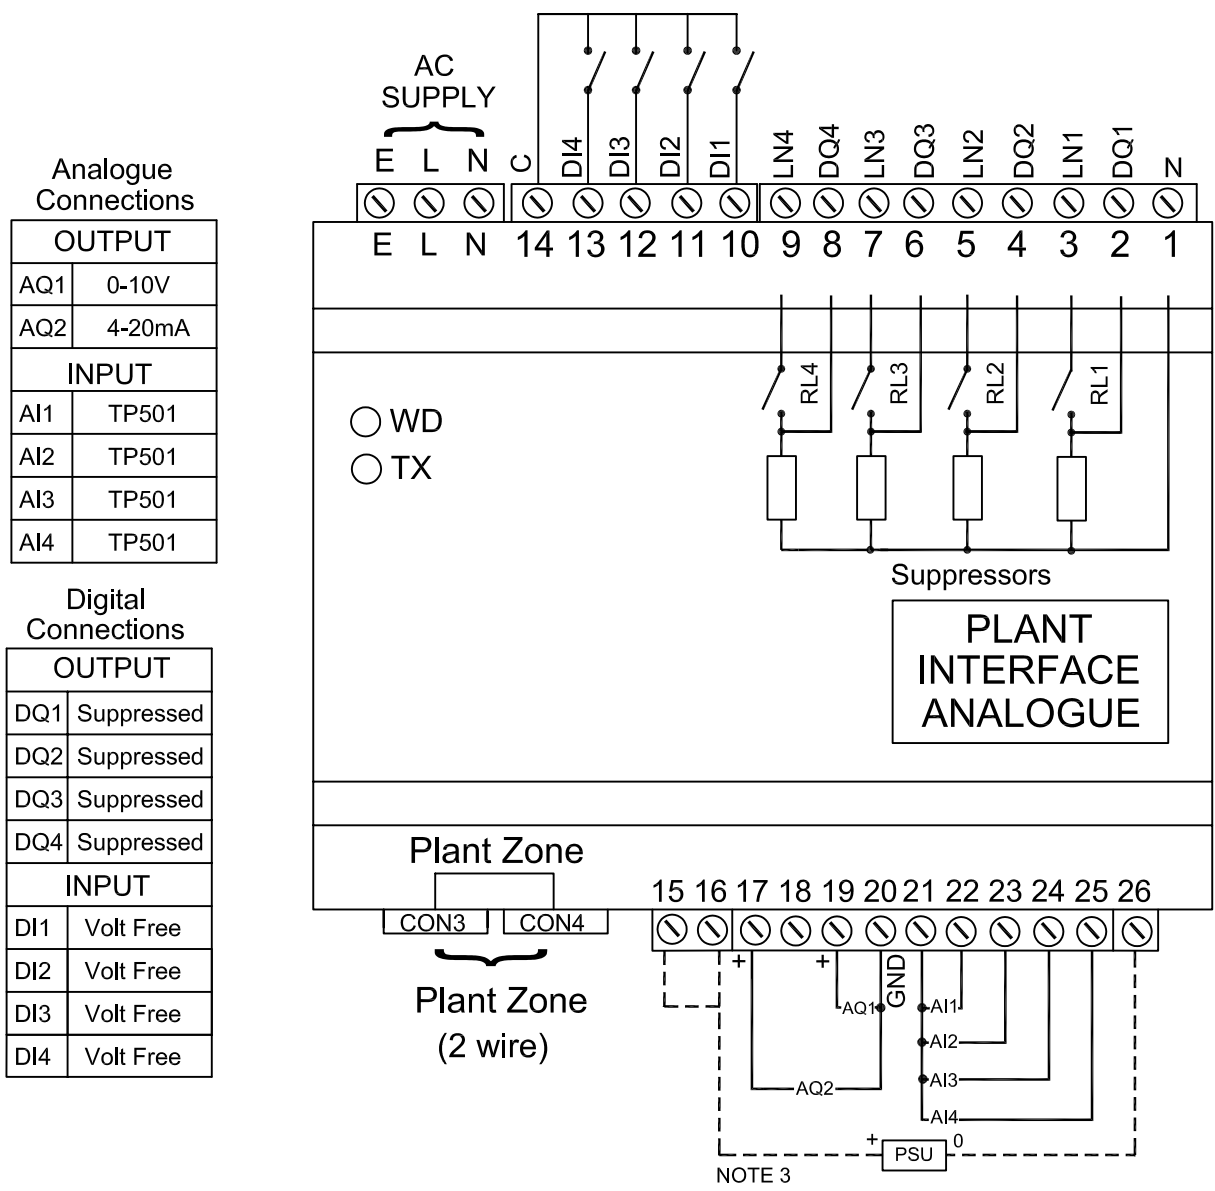 AC
SUPPLY
E L N
C DI4 DI3 DI2 DI1
LN4 DQ4 LN3 DQ3 LN2 DQ2 LN1 DQ1 N
E L N 14 13 12 11 10 9 8 7 6 5 4 3 2 1
Analogue
Connections
OUTPUT
AQ1 0-10V
AQ2 4-20mA
INPUT
AI1 TP501
AI2 TP501
AI3 TP501
AI4 TP501
Digital
Connections
OUTPUT
DQ1 Suppressed
DQ2 Suppressed
DQ3 Suppressed
DQ4 Suppressed
INPUT
DI1 Volt Free
DI2 Volt Free
DI3 Volt Free
DI4 Volt Free
WD
TX
RL4 RL3 RL2 RL1
Suppressors
PLANT
INTERFACE
ANALOGUE
Plant Zone
CON3 CON4
Plant Zone
(2 wire)
15 16 17 18 19 20 21 22 23 24 25 26
+ + GND
AQ1 AI1
AI2
AI3
AQ2
AI4
+ PSU 0
NOTE 3